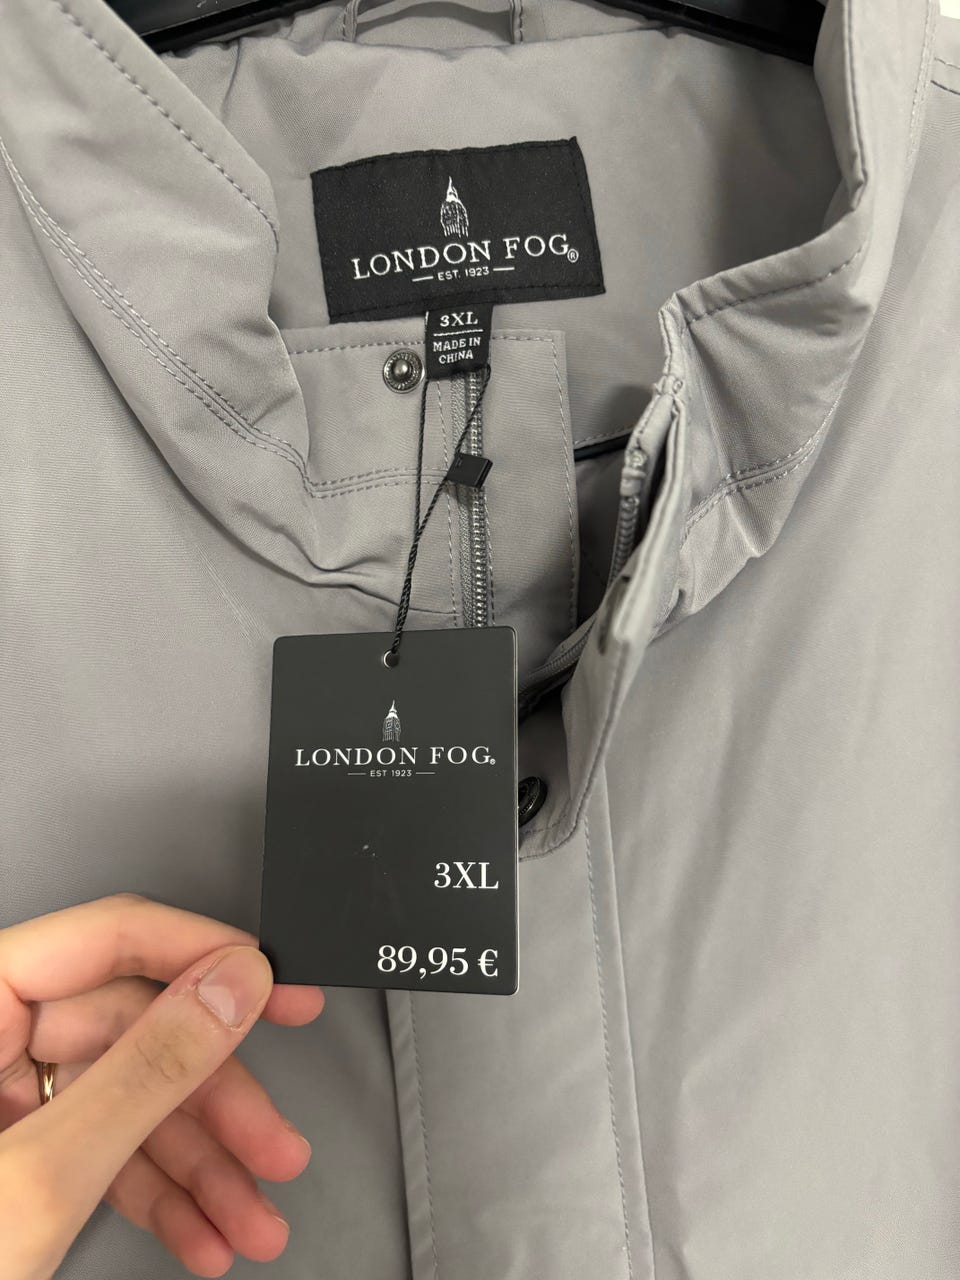 LONDON FOG®
EST. 1923
3XL
MADE IN
CHINA
LONDON FOG®
EST 1923
3XL
89,95 €